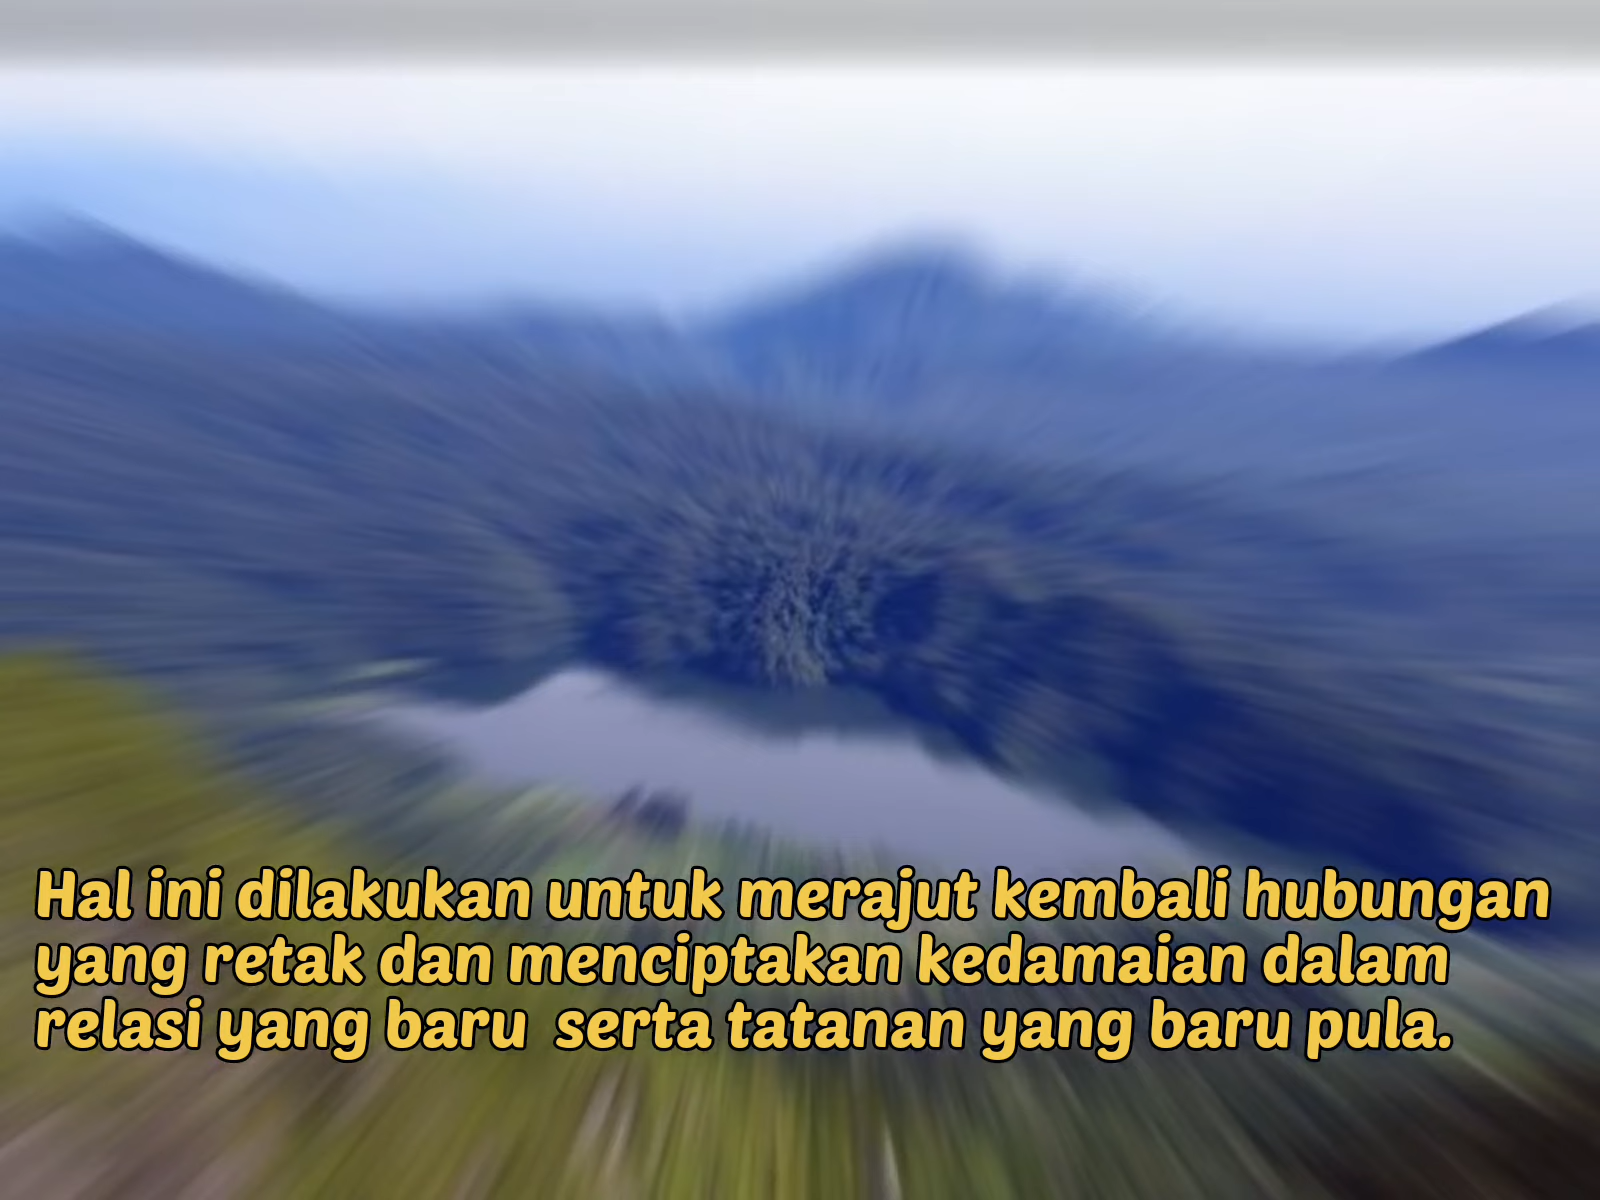 Hal ini dilakukan untuk merajut kembali hubungan
yang retak dan menciptakan kedamaian dalam
relasi yang baru  serta tatanan yang baru pula.